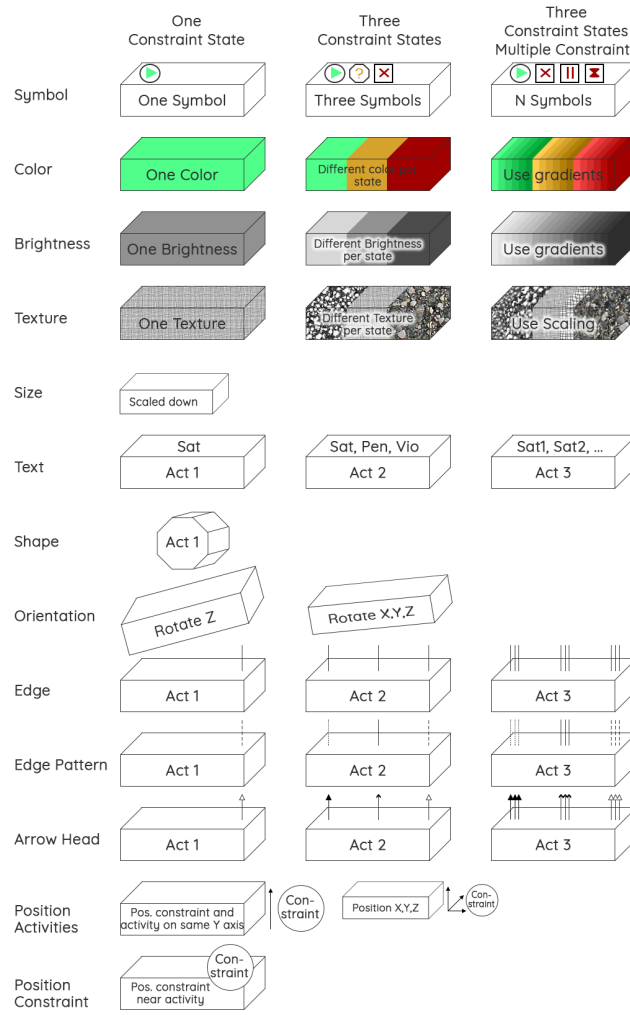 One
Constraint State
Three
Constraint States
Three
Constraint States
Multiple Constraint
Symbol
?
One Symbol
Three Symbols
N Symbols
Color
One Color
Different color per
state
Use gradients
Brightness
One Brightness
Different Brightness
per state
Use gradients
Texture
One Texture
Different Texture
per state
Use Scaling
Size
Scaled down
Text
Sat
Act 1
Sat, Pen, Vio
Act 2
Sat1, Sat2, ...
Act 3
Shape
Act 1
Orientation
Rotate Z
Rotate X,Y,Z
Edge
Act 1
Act 2
Act 3
Edge Pattern
Act 1
Act 2
Act 3
Arrow Head
Act 1
Act 2
Act 3
Position
Activities
Pos. constraint and
activity on same Y axis
Con-
straint
Position X,Y,Z
Con-
straint
Position
Constraint
Pos. constraint
near activity
Con-
straint